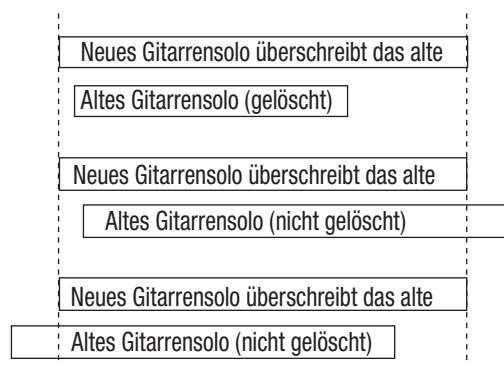 Neues Gitarrensolo überschreibt das alte
Altes Gitarrensolo (gelöscht)
Neues Gitarrensolo überschreibt das alte
Altes Gitarrensolo (nicht gelöscht)
Neues Gitarrensolo überschreibt das alte
Altes Gitarrensolo (nicht gelöscht)